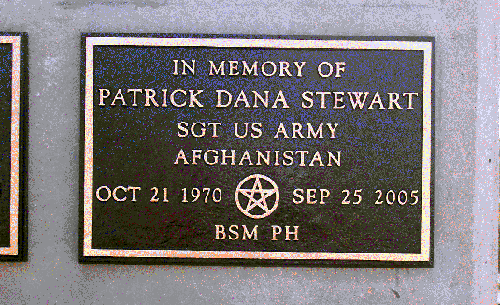 IN MEMORY OF
PATRICK DANA STEWART
SGT US ARMY
AFGHANISTAN
OCT 21 1970 SEP 25 2005
BSM PH